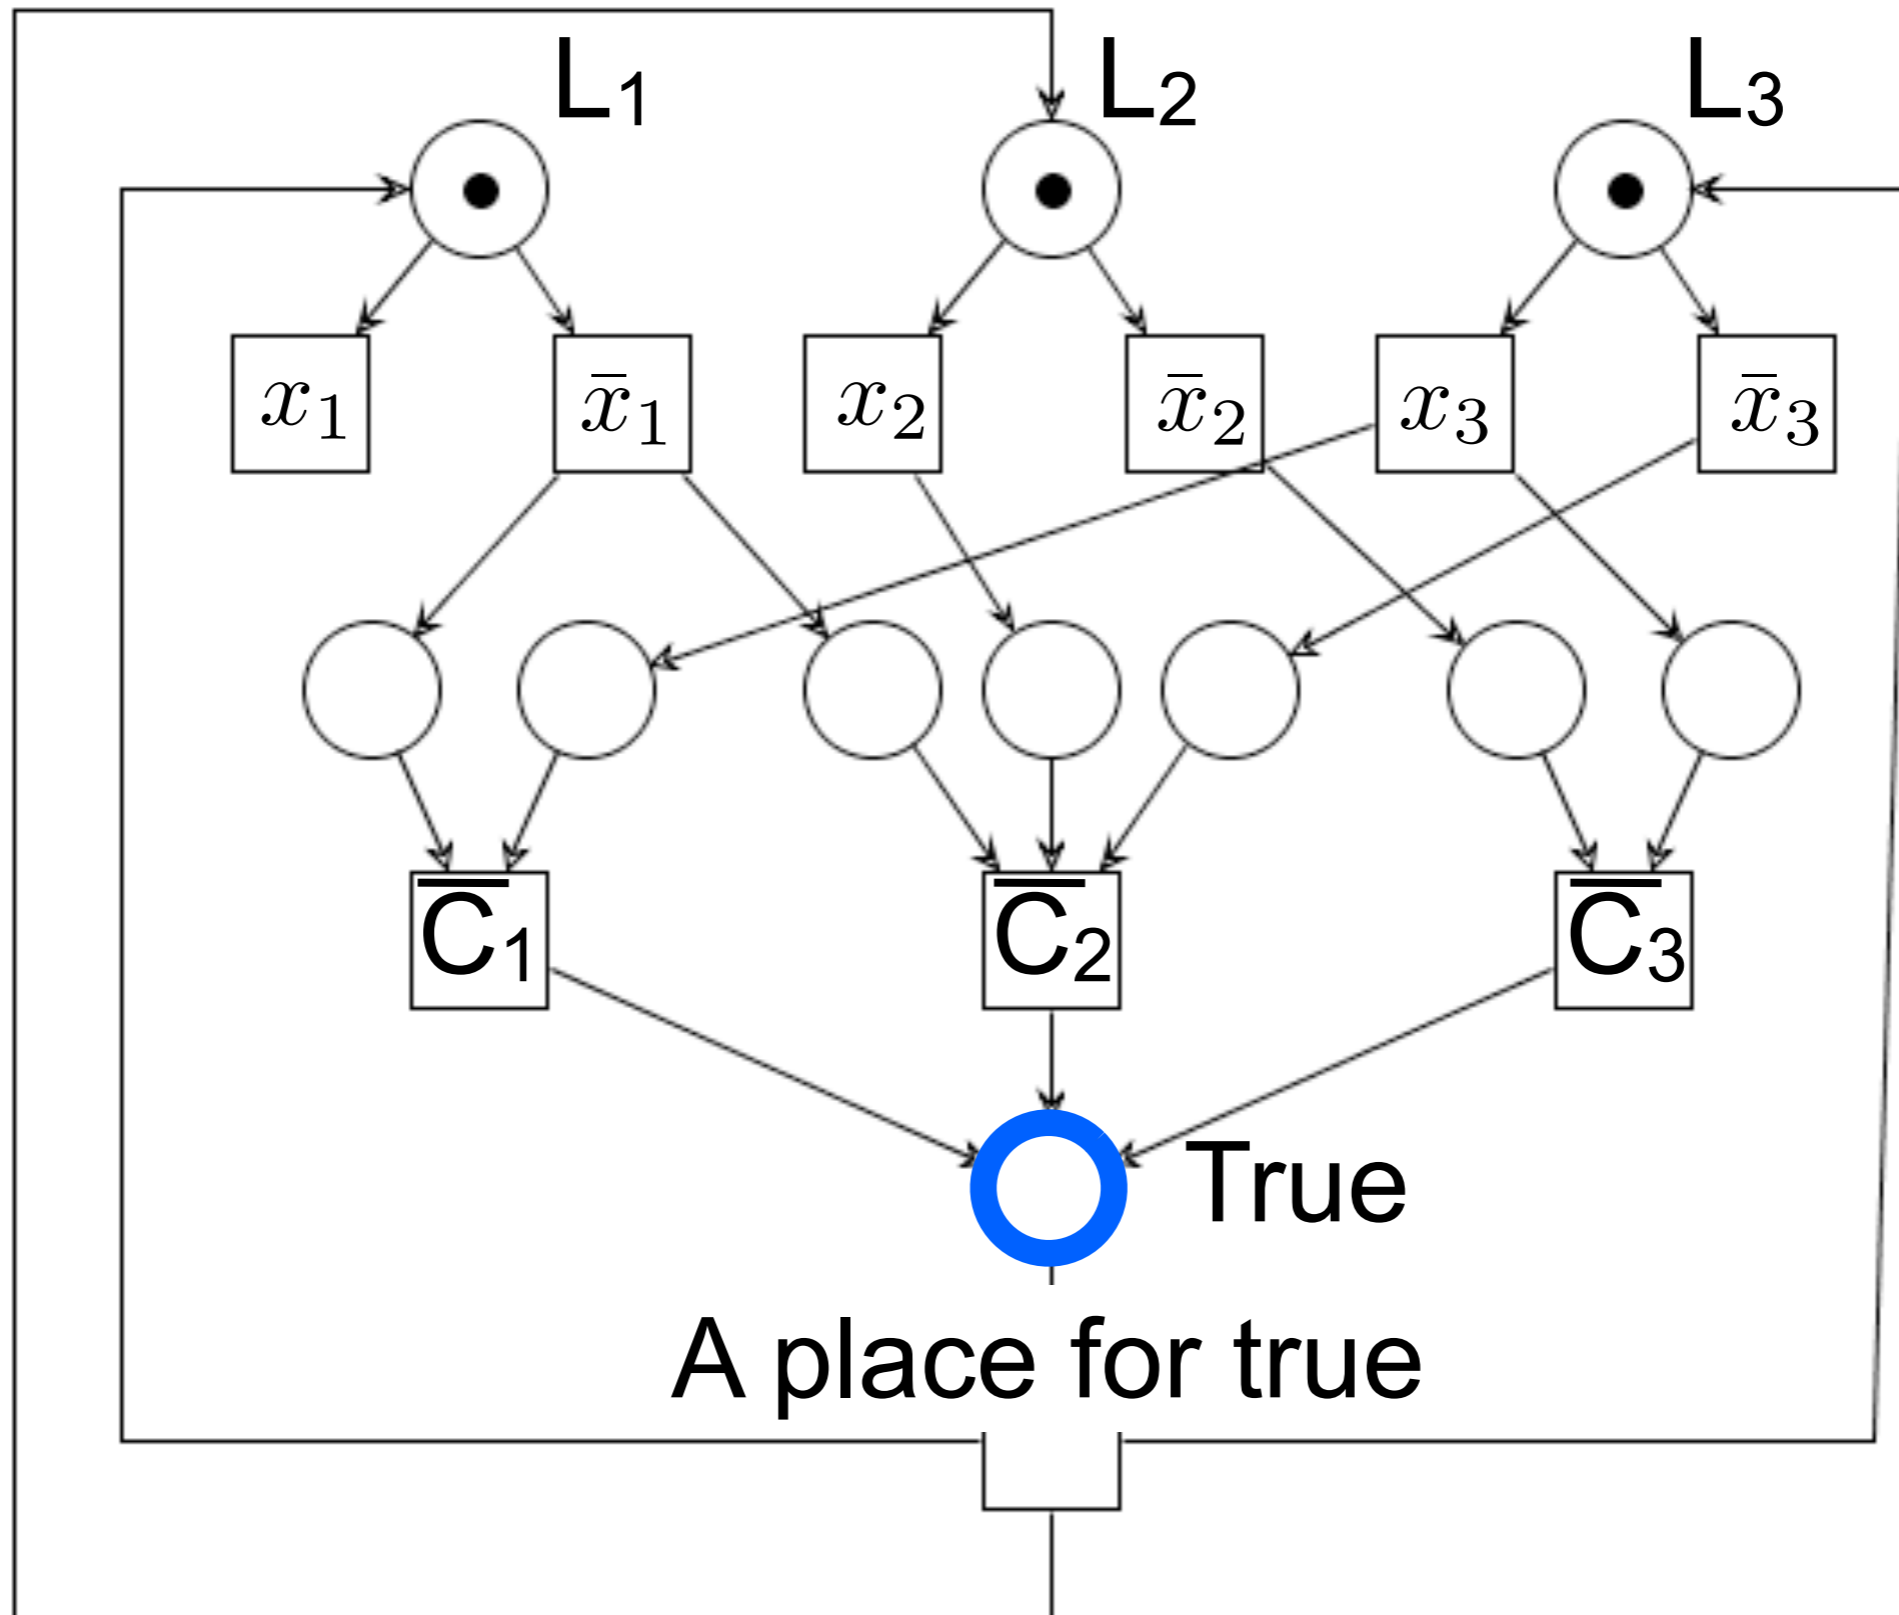 L₁ L₂ L₃
x₁ x̄₁ x₂ x̄₂ x₃ x̄₃
C̅₁ C̅₂ C̅₃
True
A place for true